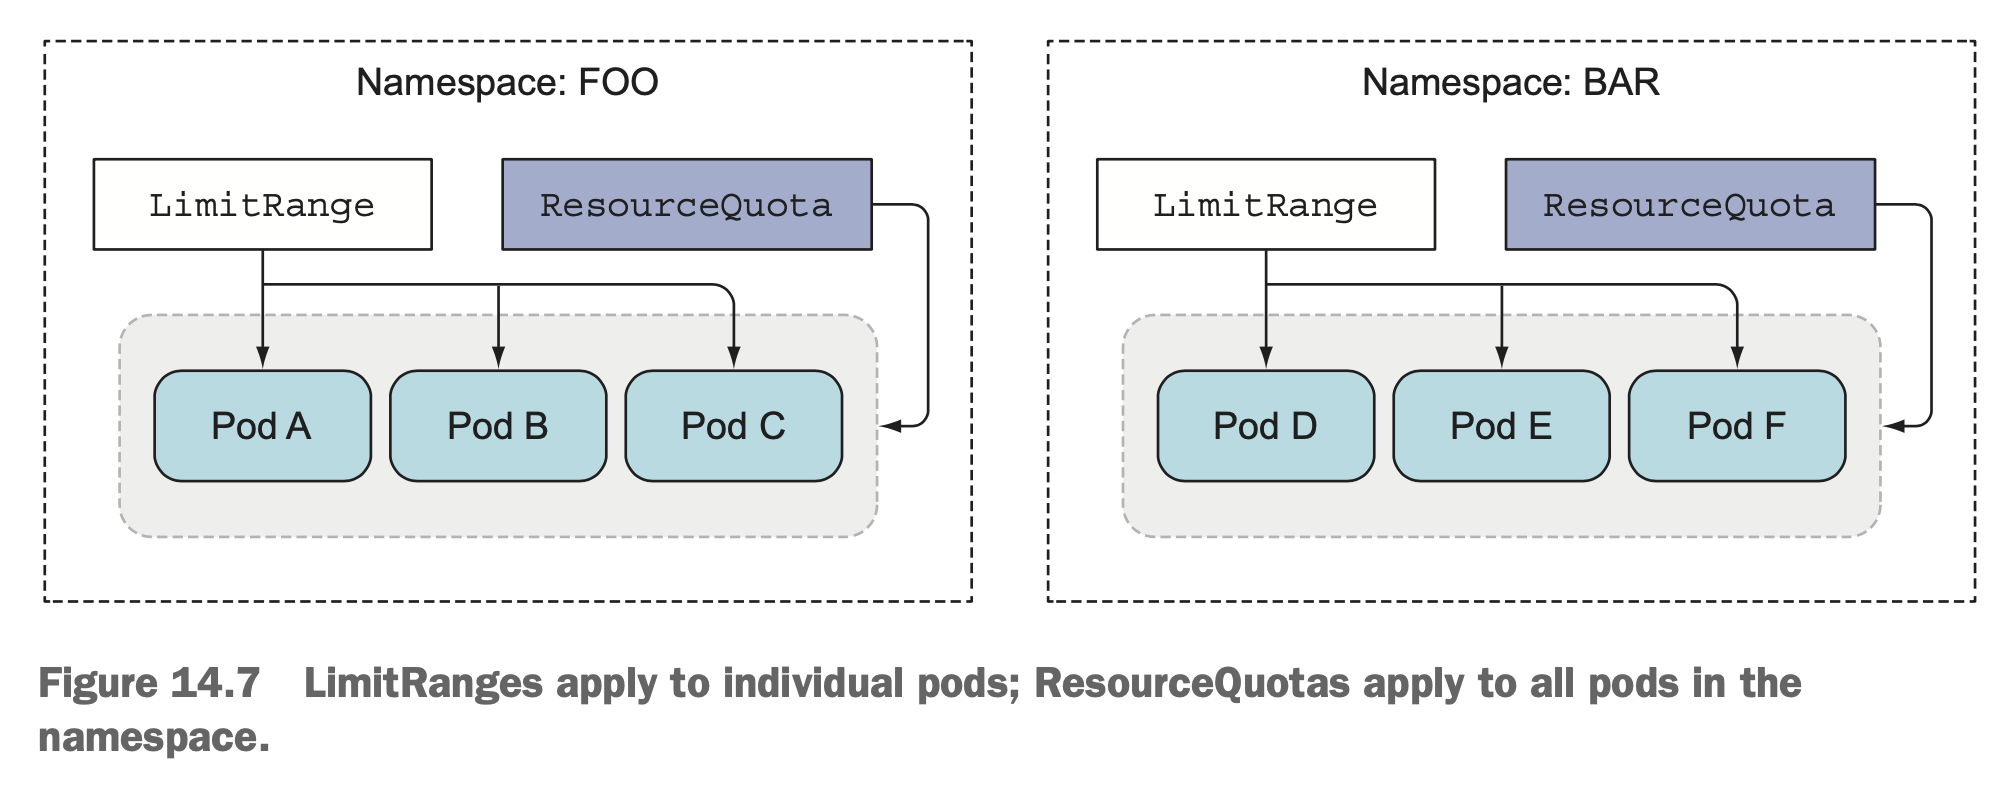 Namespace: FOO
LimitRange
ResourceQuota
Pod A
Pod B
Pod C
Namespace: BAR
LimitRange
ResourceQuota
Pod D
Pod E
Pod F
Figure 14.7 LimitRanges apply to individual pods; ResourceQuotas apply to all pods in the
namespace.